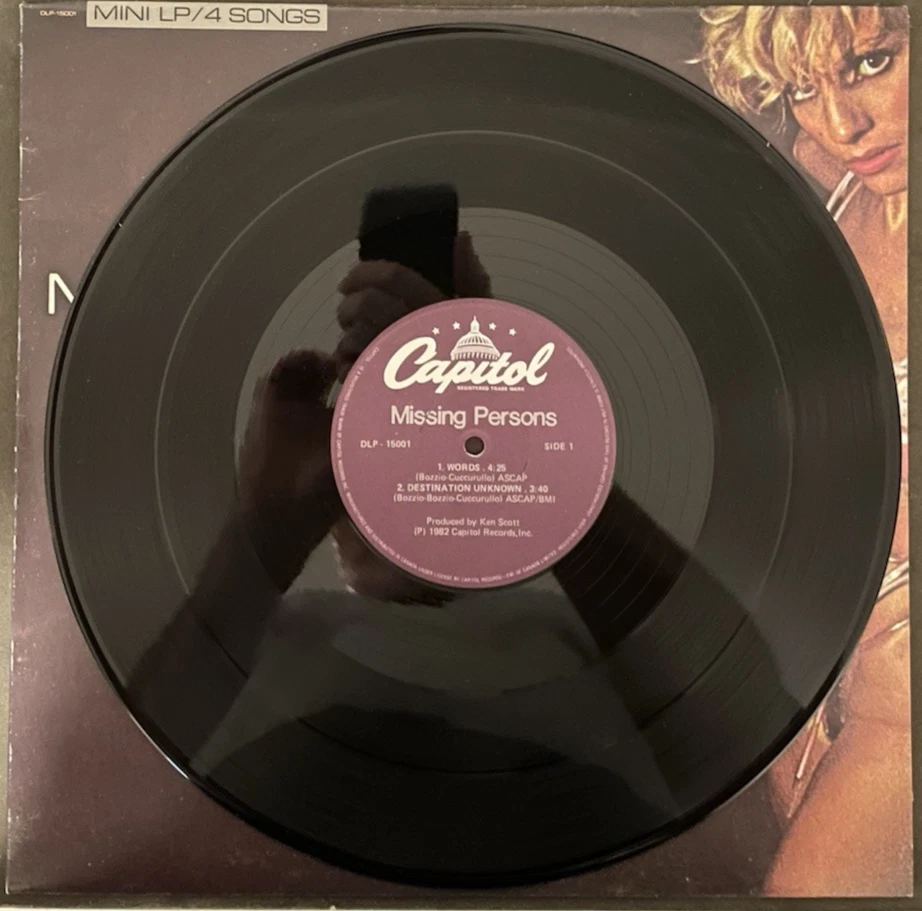 DLP-15001
MINI LP/4 SONGS
Capitol
REGISTERED TRADE MARK
Missing Persons
DLP - 15001
SIDE 1
1. WORDS . 4:25
(Bozzio-Cuccurullo) ASCAP
2. DESTINATION UNKNOWN . 3:40
(Bozzio-Bozzio-Cuccurullo) ASCAP/BMI
Produced by Ken Scott
(P) 1982 Capitol Records, Inc.